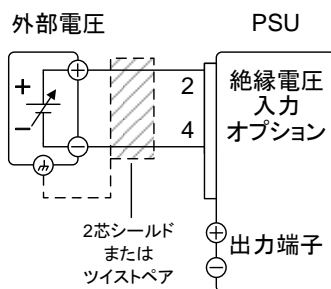 外部電圧
PSU
+
−
+
−
2
4
絶縁電圧
入力
オプション
2芯シールド
または
ツイストペア
+
出力端子
−